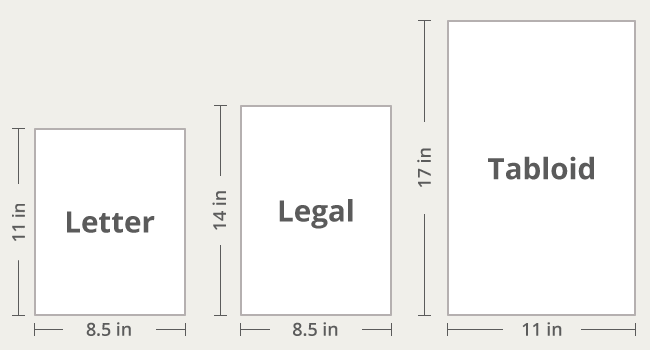 11 in
Letter
8.5 in
14 in
Legal
8.5 in
17 in
Tabloid
11 in